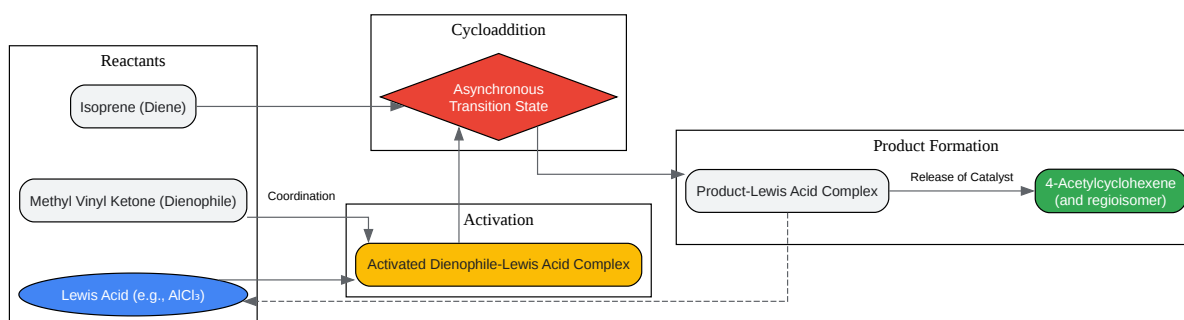 Cycloaddition
Reactants
Asynchronous
Transition State
Isoprene (Diene)
Product Formation
Release of Catalyst
Product-Lewis Acid Complex
4-Acetylcyclohexene
(and regioisomer)
Methyl Vinyl Ketone (Dienophile)
Coordination
Activation
Activated Dienophile-Lewis Acid Complex
Lewis Acid (e.g., AlCl₃)